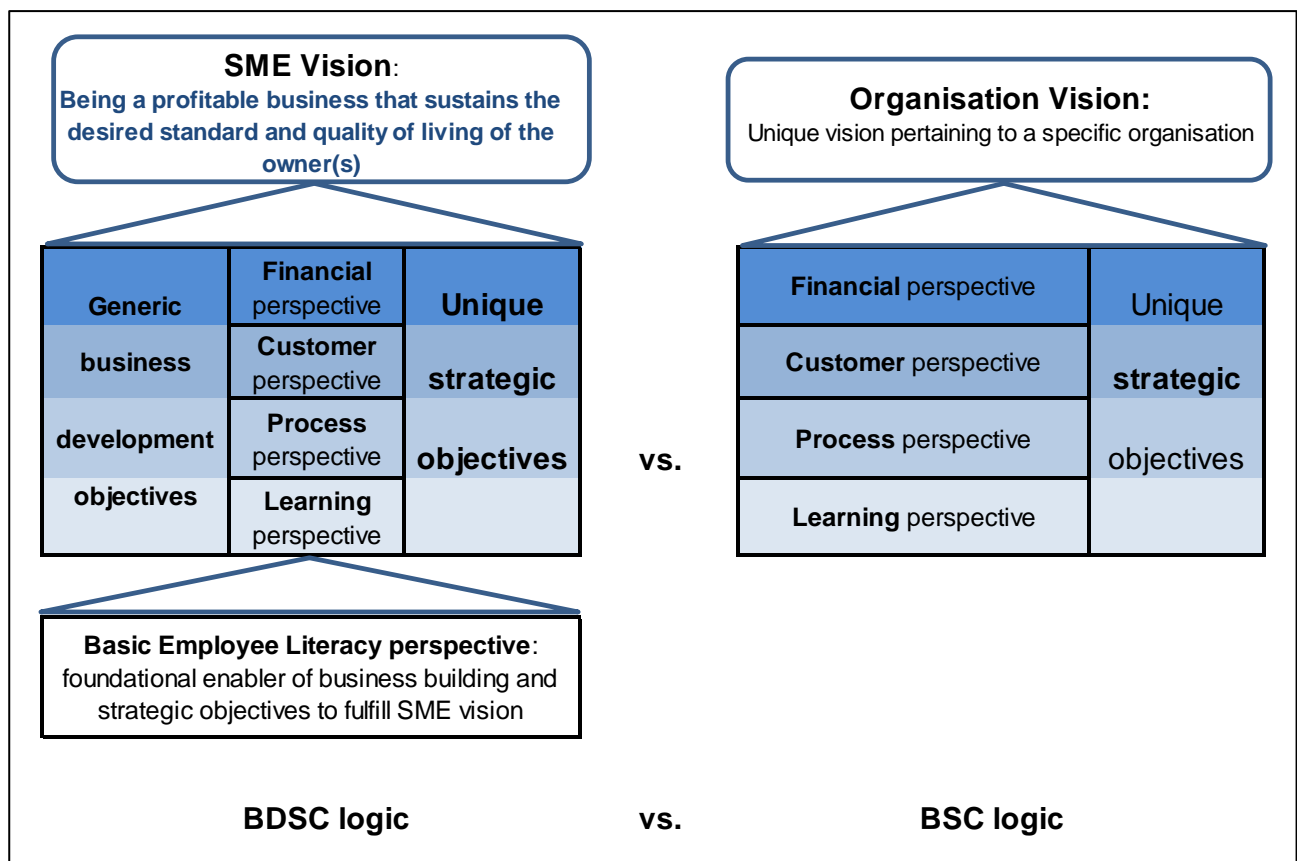 SME Vision:
Being a profitable business that sustains the
desired standard and quality of living of the
owner(s)
Generic
business
development
objectives
Financial
perspective
Customer
perspective
Process
perspective
Learning
perspective
Unique
strategic
objectives
Basic Employee Literacy perspective:
foundational enabler of business building and
strategic objectives to fulfill SME vision
vs.
Organisation Vision:
Unique vision pertaining to a specific organisation
Financial perspective
Customer perspective
Process perspective
Learning perspective
Unique
strategic
objectives
BDSC logic
vs.
BSC logic